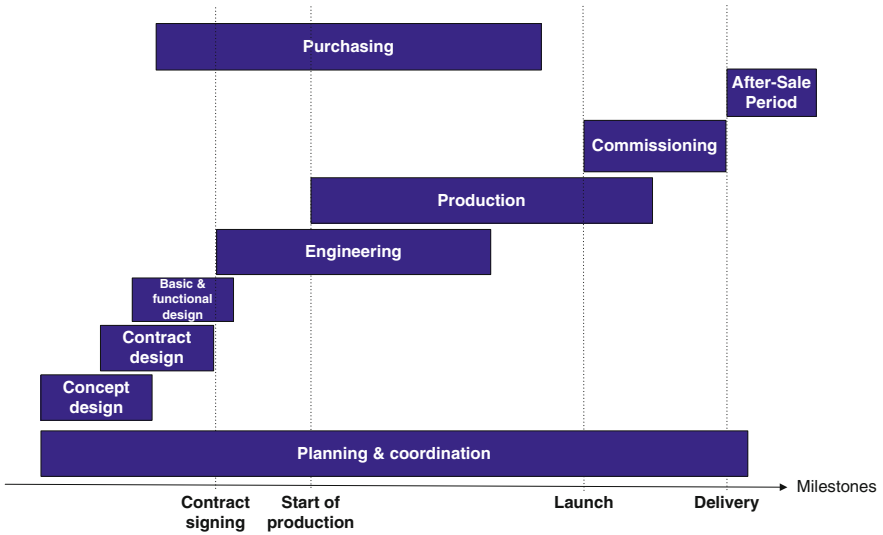 Purchasing
After-Sale
Period
Commissioning
Production
Engineering
Basic &
functional
design
Contract
design
Concept
design
Planning & coordination
Milestones
Contract
signing
Start of
production
Launch
Delivery